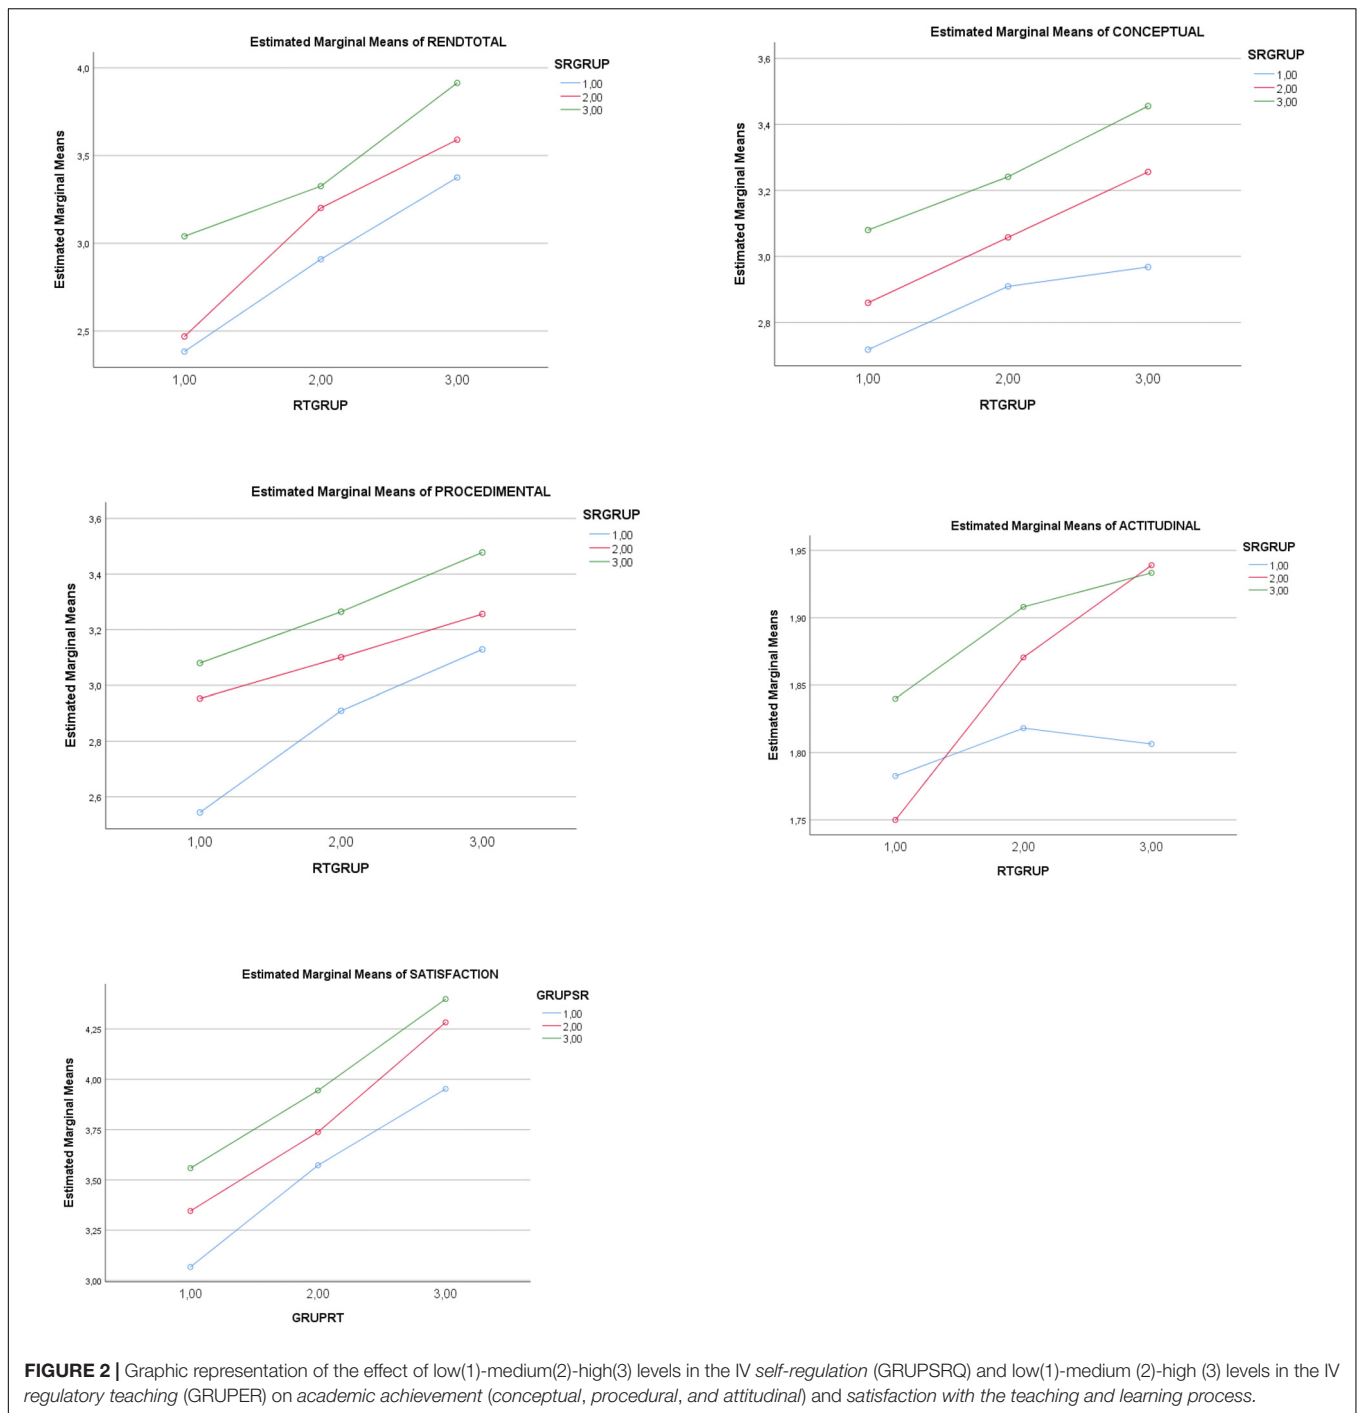 Estimated Marginal Means of RENDTOTAL
SRGRUP
1,00
2,00
3,00
4,0
3,5
3,0
2,5
Estimated Marginal Means
1,00 2,00 3,00
RTGRUP
Estimated Marginal Means of CONCEPTUAL
SRGRUP
1,00
2,00
3,00
3,6
3,4
3,2
3,0
2,8
Estimated Marginal Means
1,00 2,00 3,00
RTGRUP
Estimated Marginal Means of PROCEDIMENTAL
SRGRUP
1,00
2,00
3,00
3,6
3,4
3,2
3,0
2,8
2,6
Estimated Marginal Means
1,00 2,00 3,00
RTGRUP
Estimated Marginal Means of ACTITUDINAL
SRGRUP
1,00
2,00
3,00
1,95
1,90
1,85
1,80
1,75
Estimated Marginal Means
1,00 2,00 3,00
RTGRUP
Estimated Marginal Means of SATISFACTION
GRUPSR
1,00
2,00
3,00
4,25
4,00
3,75
3,50
3,25
3,00
Estimated Marginal Means
1,00 2,00 3,00
GRUPRT
FIGURE 2 | Graphic representation of the effect of low(1)-medium(2)-high(3) levels in the IV self-regulation (GRUPSRQ) and low(1)-medium (2)-high (3) levels in the IV
regulatory teaching (GRUPER) on academic achievement (conceptual, procedural, and attitudinal) and satisfaction with the teaching and learning process.